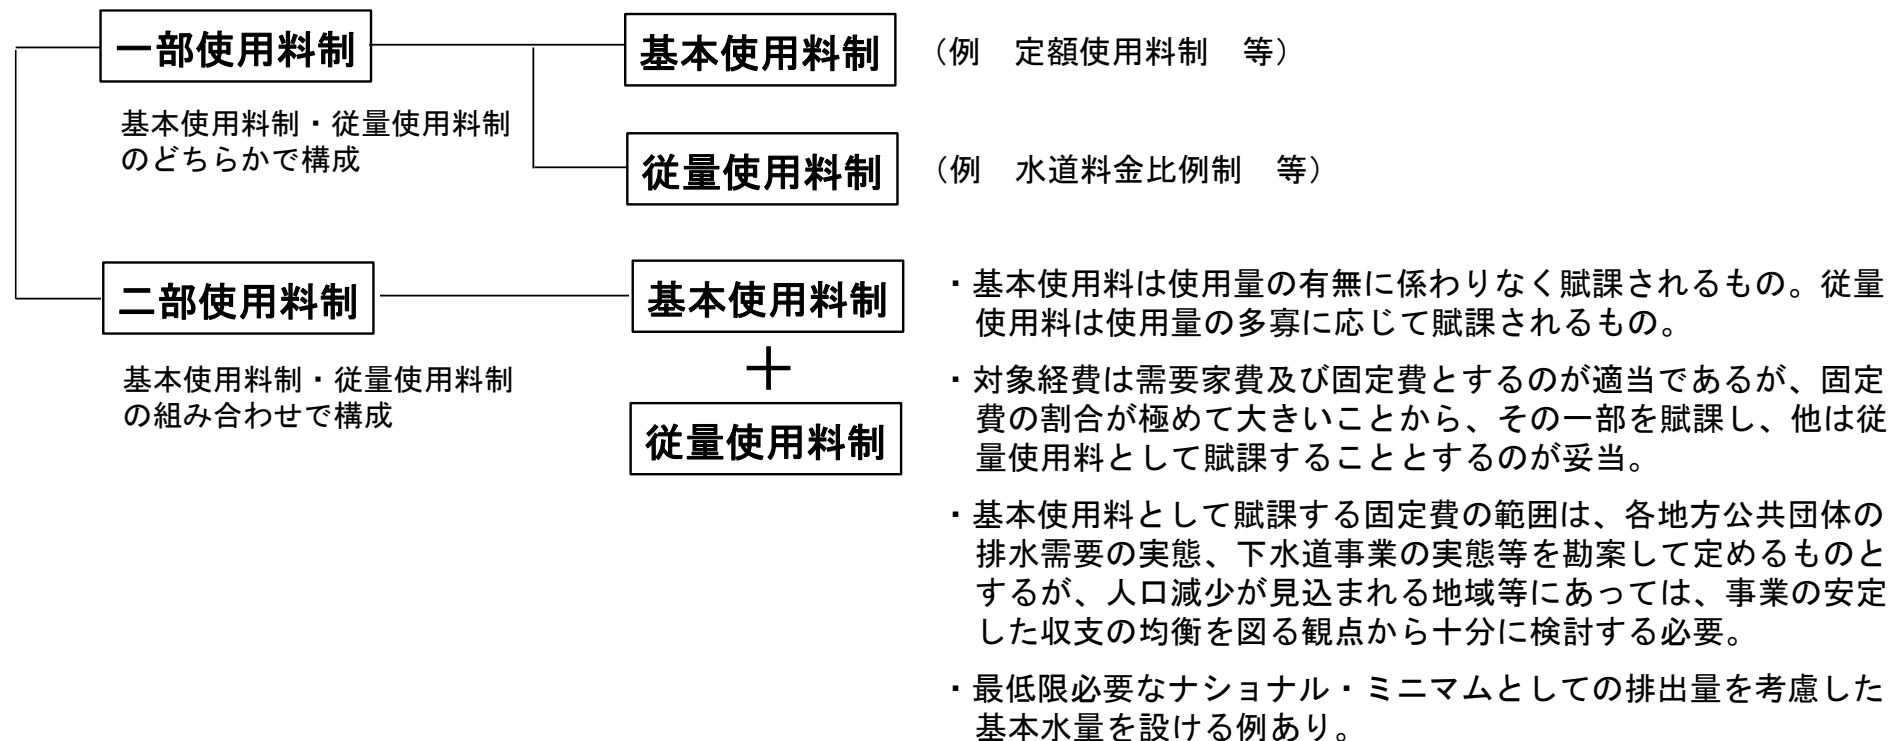 一部使用料制
基本使用料制
（例　定額使用料制　等）
基本使用料制・従量使用料制
のどちらかで構成
従量使用料制
（例　水道料金比例制　等）
二部使用料制
基本使用料制
＋
従量使用料制
基本使用料制・従量使用料制
の組み合わせで構成
・基本使用料は使用量の有無に係わりなく賦課されるもの。従量
使用料は使用量の多寡に応じて賦課されるもの。
・対象経費は需要家費及び固定費とするのが適当であるが、固定
費の割合が極めて大きいことから、その一部を賦課し、他は従
量使用料として賦課することとするのが妥当。
・基本使用料として賦課する固定費の範囲は、各地方公共団体の
排水需要の実態、下水道事業の実態等を勘案して定めるものと
するが、人口減少が見込まれる地域等にあっては、事業の安定
した収支の均衡を図る観点から十分に検討する必要。
・最低限必要なナショナル・ミニマムとしての排出量を考慮した
基本水量を設ける例あり。